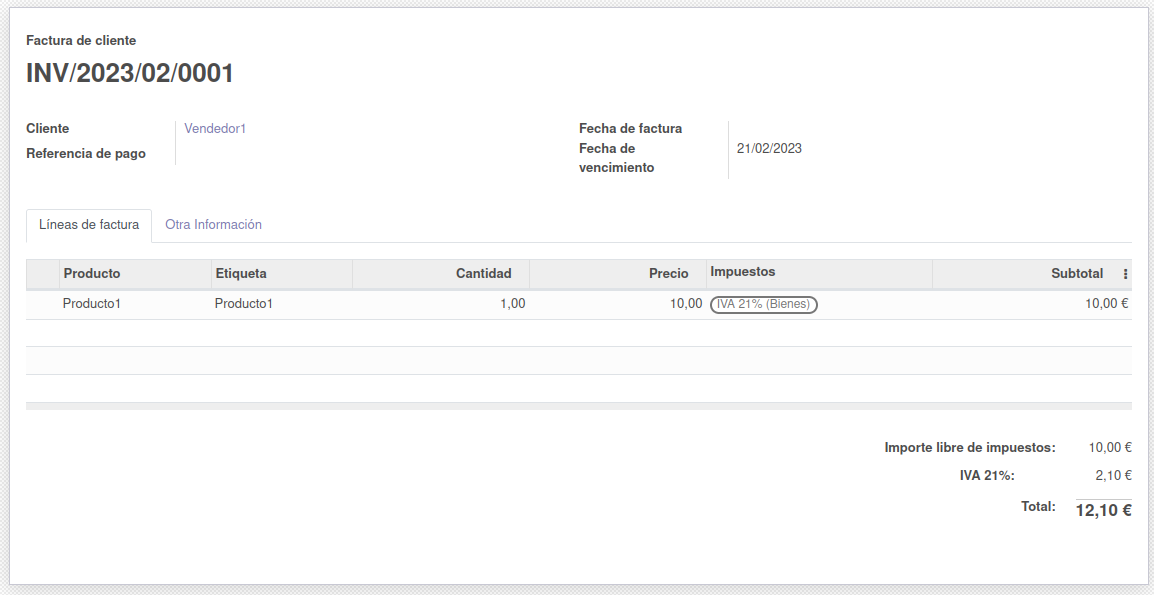 Factura de cliente
INV/2023/02/0001
Cliente Vendedor1
Referencia de pago
Fecha de factura
Fecha de vencimiento 21/02/2023
Líneas de factura Otra Información
Producto Etiqueta Cantidad Precio Impuestos Subtotal
Producto1 Producto1 1,00 10,00 IVA 21% (Bienes) 10,00 €
Importe libre de impuestos: 10,00 €
IVA 21%: 2,10 €
Total: 12,10 €